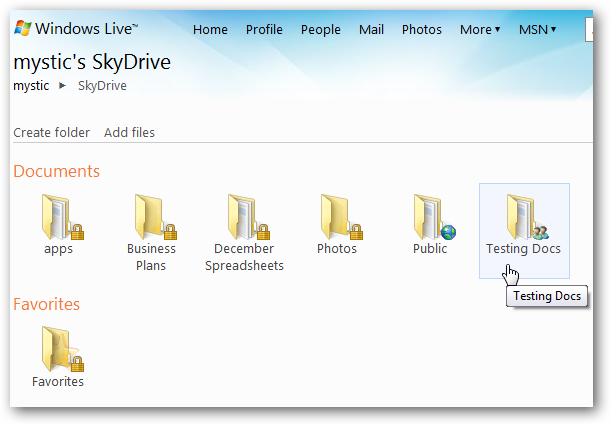 Windows Live™ Home Profile People Mail Photos More MSN
mystic's SkyDrive
mystic ► SkyDrive
Create folder Add files
Documents
apps Business Plans December Spreadsheets Photos Public Testing Docs
Testing Docs
Favorites
Favorites